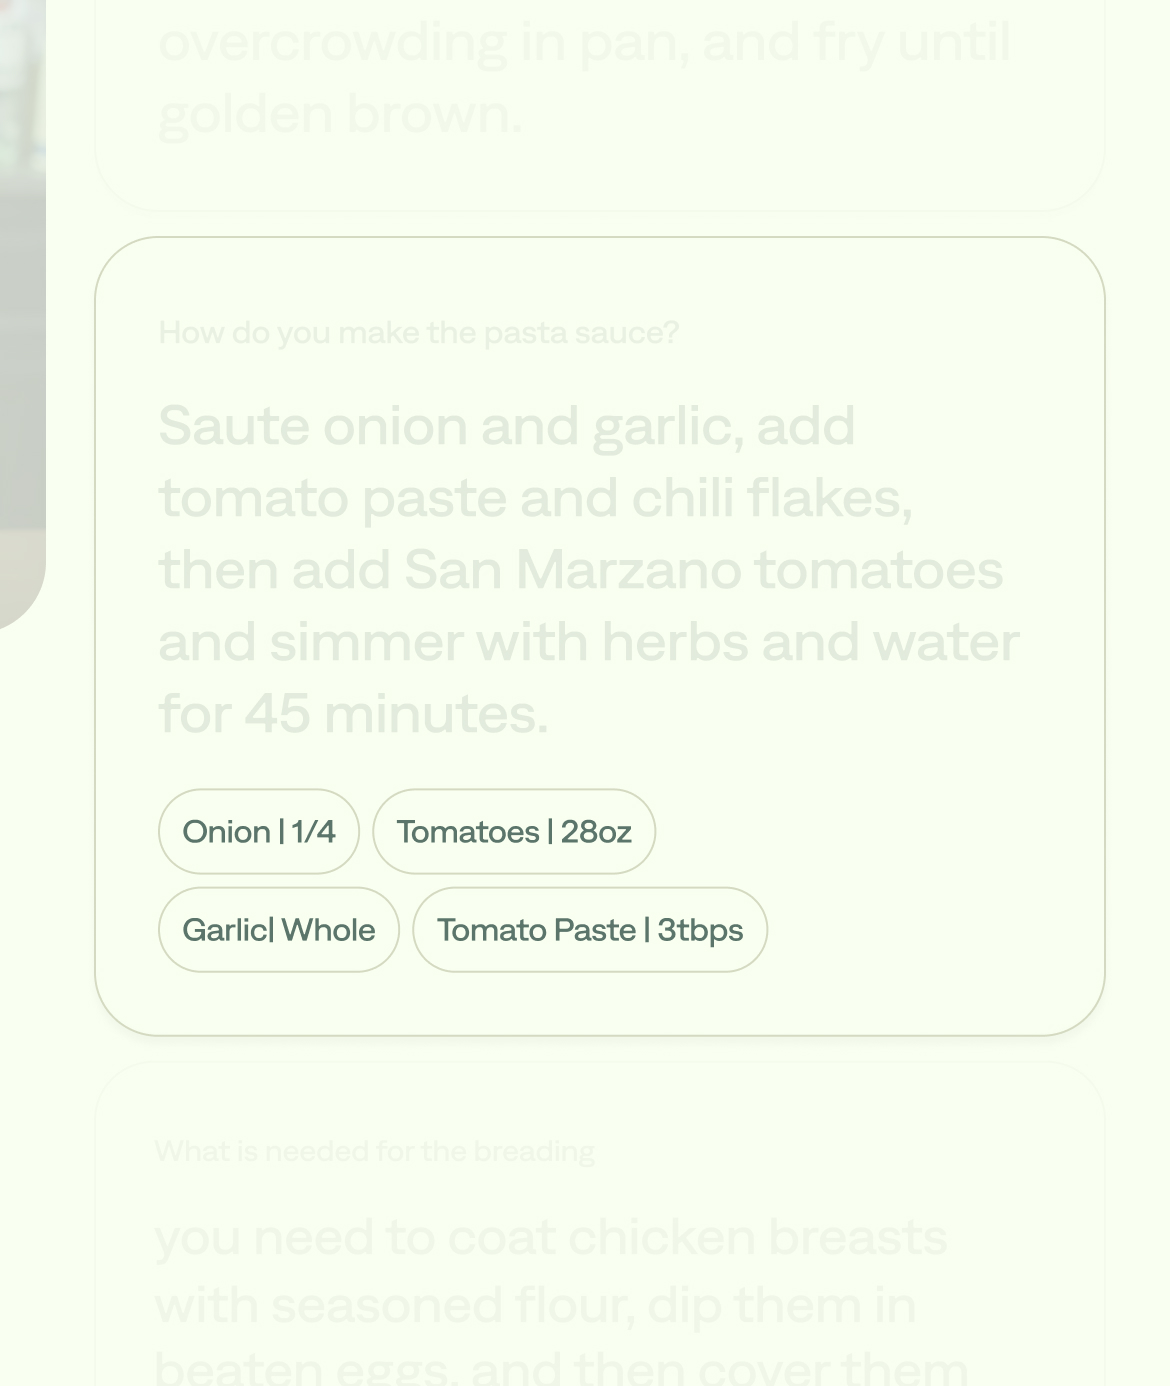 overcrowding in pan, and fry until
golden brown.
How do you make the pasta sauce?
Saute onion and garlic, add
tomato paste and chili flakes,
then add San Marzano tomatoes
and simmer with herbs and water
for 45 minutes.
Onion | 1/4
Tomatoes | 28oz
Garlic| Whole
Tomato Paste | 3tbps
What is needed for the breading
you need to coat chicken breasts
with seasoned flour, dip them in
beaten eggs, and then cover them